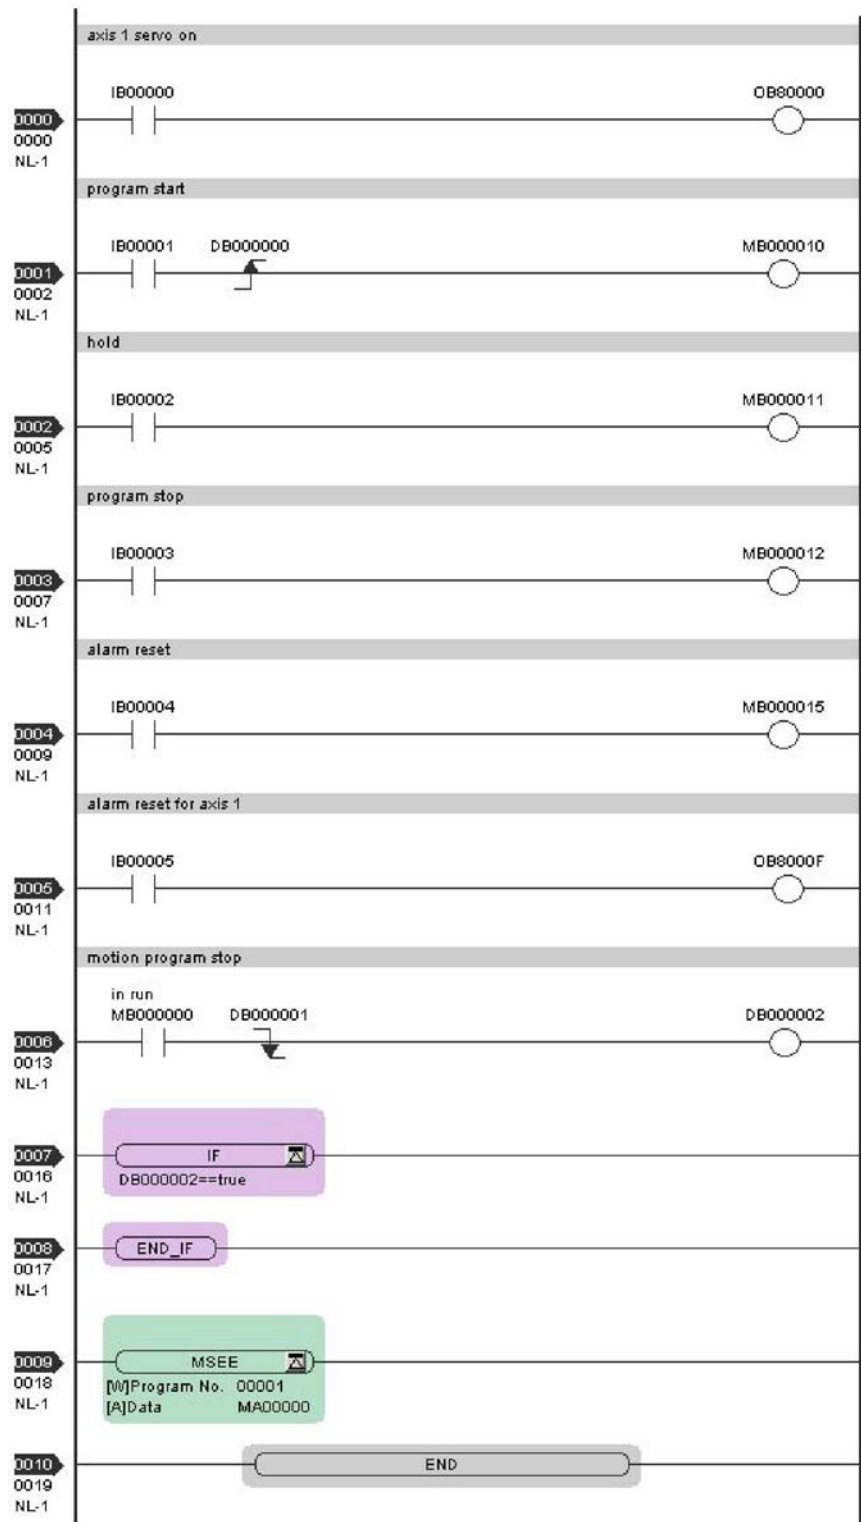 axis 1 servo on
IB00000 OB80000
0000
0000
NL-1
program start
IB00001 DB000000 MB000010
0001
0002
NL-1
hold
IB00002 MB000011
0002
0005
NL-1
program stop
IB00003 MB000012
0003
0007
NL-1
alarm reset
IB00004 MB000015
0004
0009
NL-1
alarm reset for axis 1
IB00005 OB8000F
0005
0011
NL-1
motion program stop
in run
MB000000 DB000001 DB000002
0006
0013
NL-1
0007 IF
0016 DB000002==true
NL-1
0008 END_IF
0017
NL-1
0009 MSEE
0018 [W]Program No. 00001
NL-1 [A]Data MA00000
0010 END
0019
NL-1